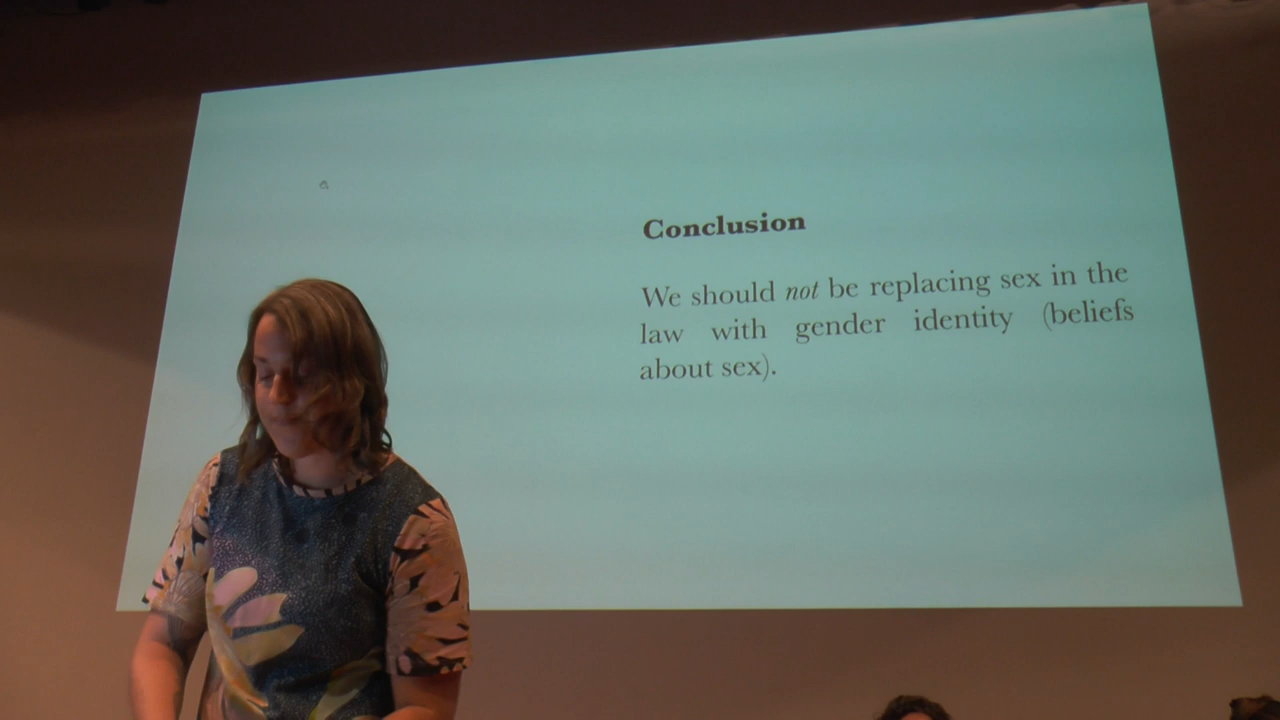 Conclusion
We should not be replacing sex in the
law with gender identity (beliefs
about sex).